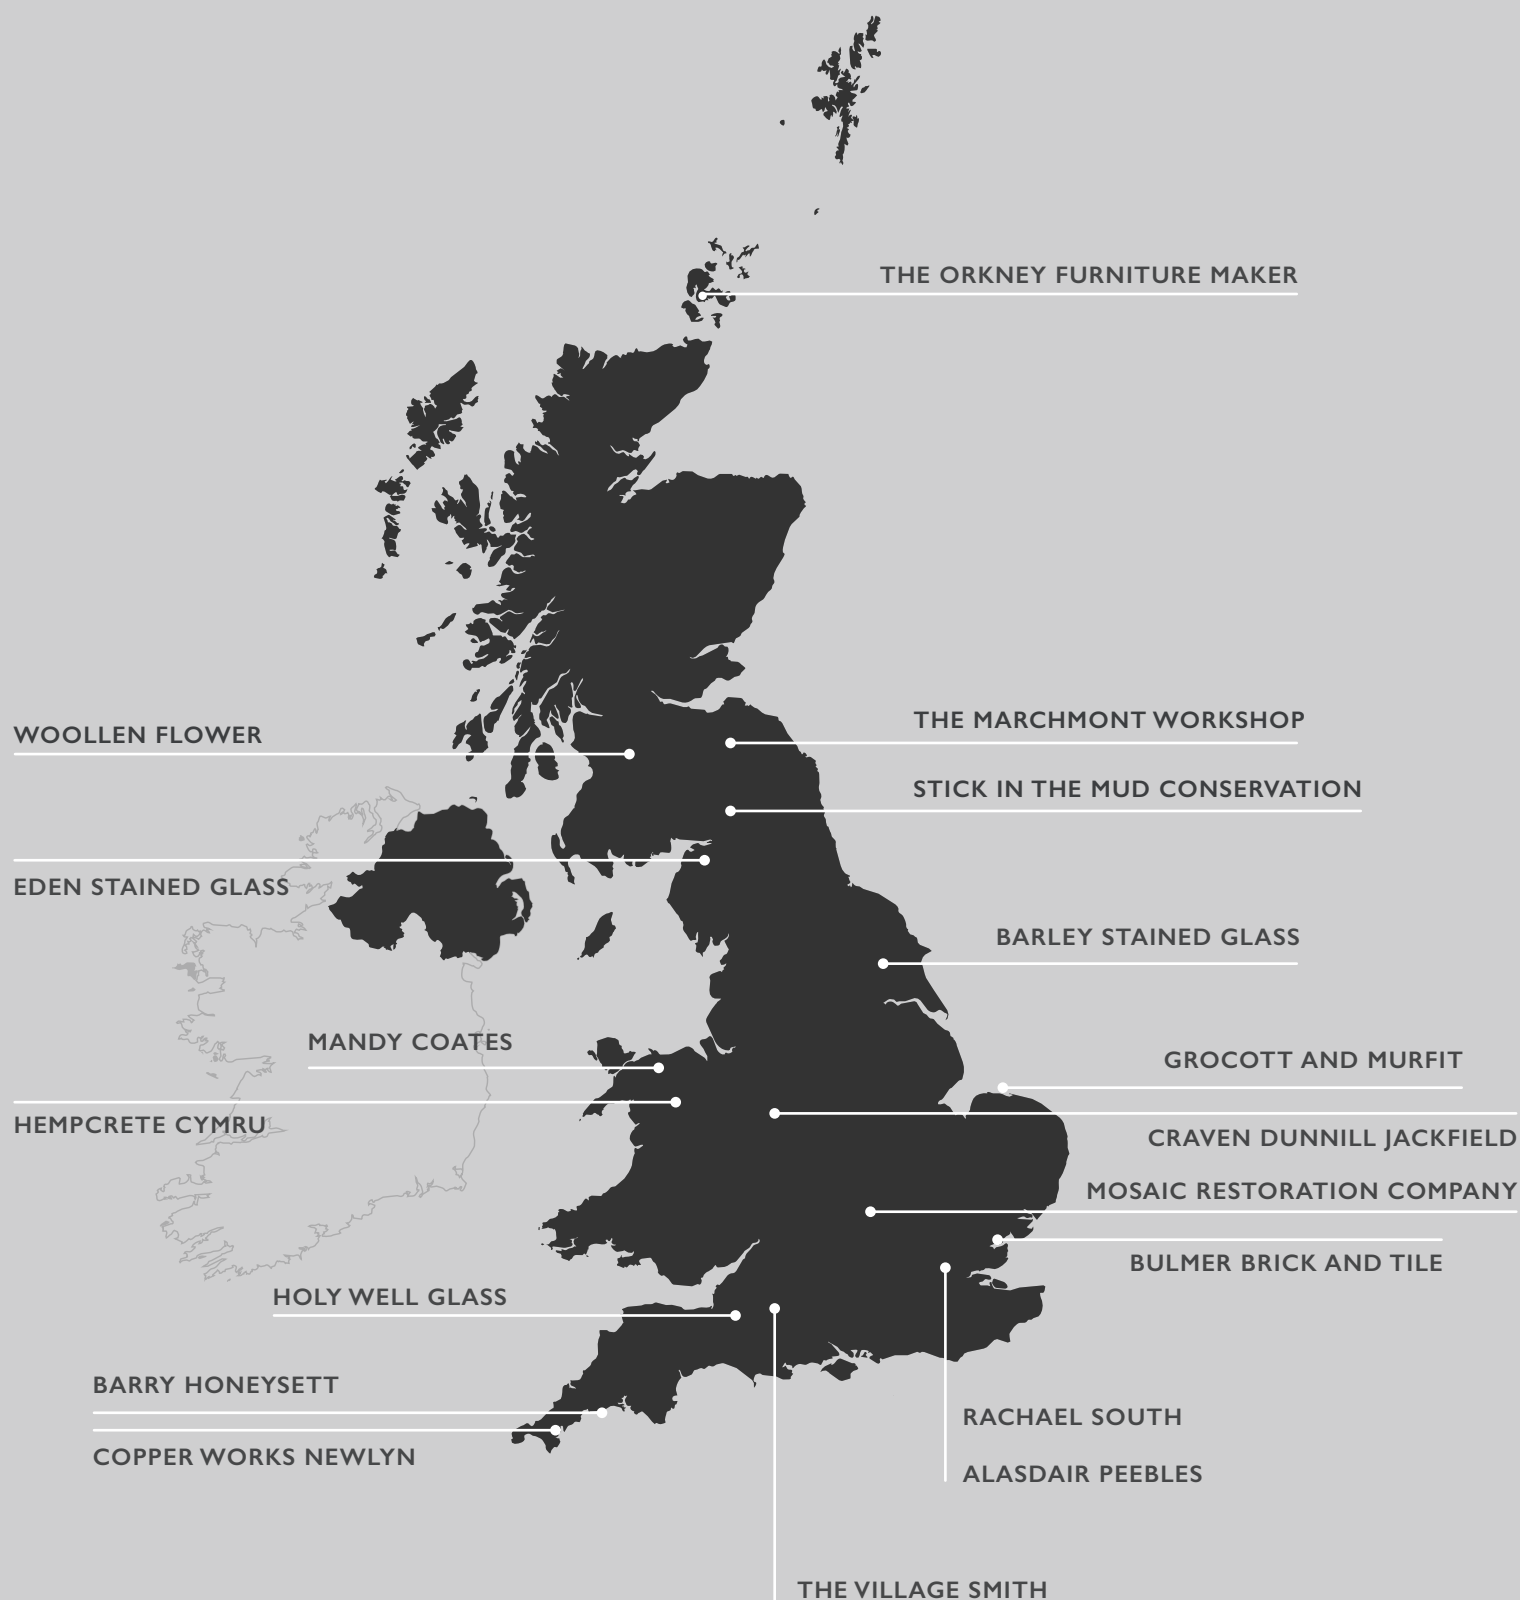 THE ORKNEY FURNITURE MAKER
THE MARCHMONT WORKSHOP
WOOLLEN FLOWER
STICK IN THE MUD CONSERVATION
EDEN STAINED GLASS
BARLEY STAINED GLASS
MANDY COATES
GROCOTT AND MURFIT
HEMPCRETE CYMRU
CRAVEN DUNNILL JACKFIELD
MOSAIC RESTORATION COMPANY
BULMER BRICK AND TILE
HOLY WELL GLASS
BARRY HONEYSETT
RACHAEL SOUTH
COPPER WORKS NEWLYN
ALASDAIR PEEBLES
THE VILLAGE SMITH